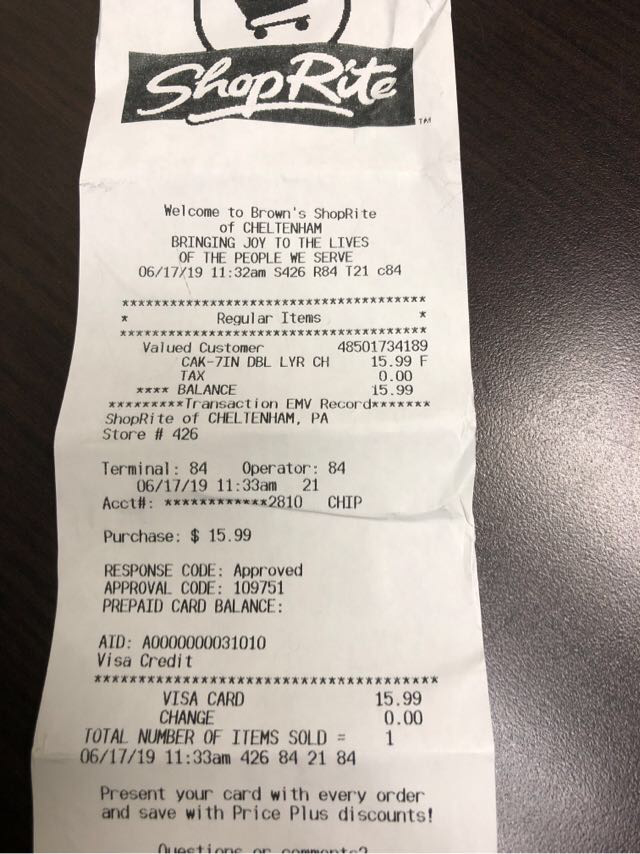 ShopRite TM
Welcome to Brown's ShopRite
of CHELTENHAM
BRINGING JOY TO THE LIVES
OF THE PEOPLE WE SERVE
06/17/19 11:32am S426 R84 T21 c84
****************************************
* Regular Items *
****************************************
Valued Customer 48501734189
CAK-7IN DBL LYR CH 15.99 F
TAX 0.00
**** BALANCE 15.99
*********Transaction EMV Record*******
ShopRite of CHELTENHAM, PA
Store # 426
Terminal: 84 Operator: 84
06/17/19 11:33am 21
Acct#: ************2810 CHIP
Purchase: $ 15.99
RESPONSE CODE: Approved
APPROVAL CODE: 109751
PREPAID CARD BALANCE:
AID: A0000000031010
Visa Credit
****************************************
VISA CARD 15.99
CHANGE 0.00
TOTAL NUMBER OF ITEMS SOLD = 1
06/17/19 11:33am 426 84 21 84
Present your card with every order
and save with Price Plus discounts!
Questions or comments?